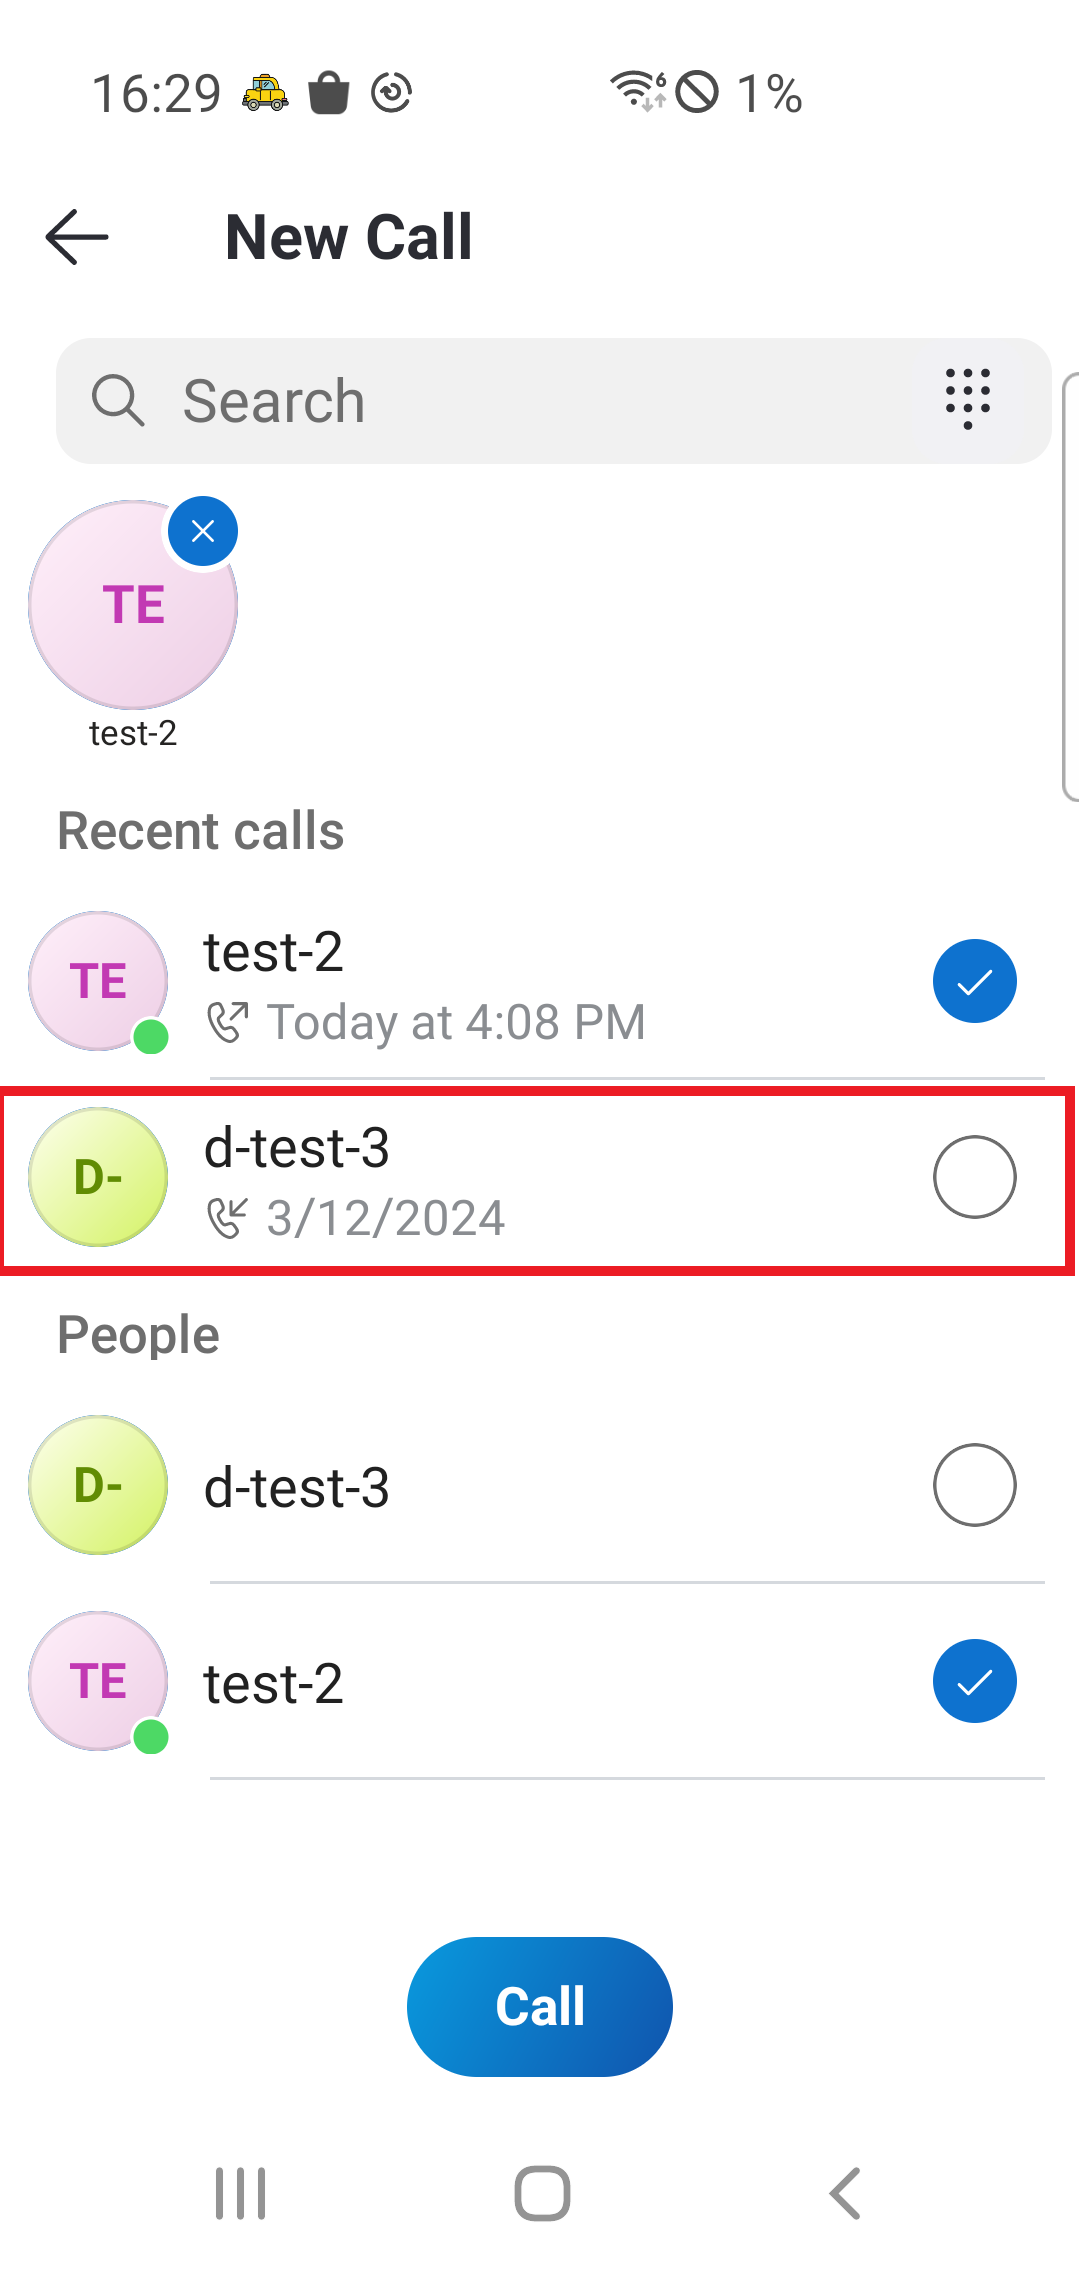 16:29
1%
New Call
Search
TE
test-2
Recent calls
TE
test-2
Today at 4:08 PM
D-
d-test-3
3/12/2024
People
D-
d-test-3
TE
test-2
Call